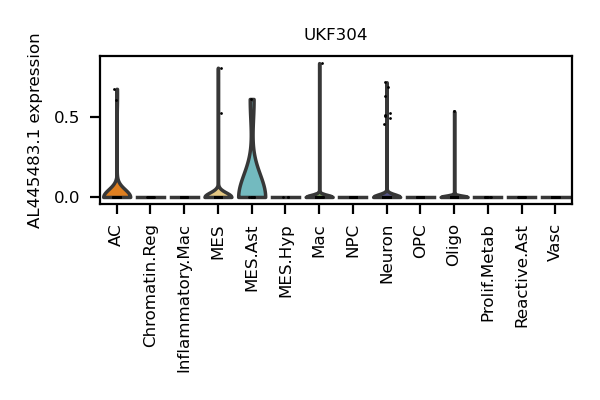 UKF304
AL445483.1 expression
0.5
0.0
AC
Chromatin.Reg
Inflammatory.Mac
MES
MES.Ast
MES.Hyp
Mac
NPC
Neuron
OPC
Oligo
Prolif.Metab
Reactive.Ast
Vasc